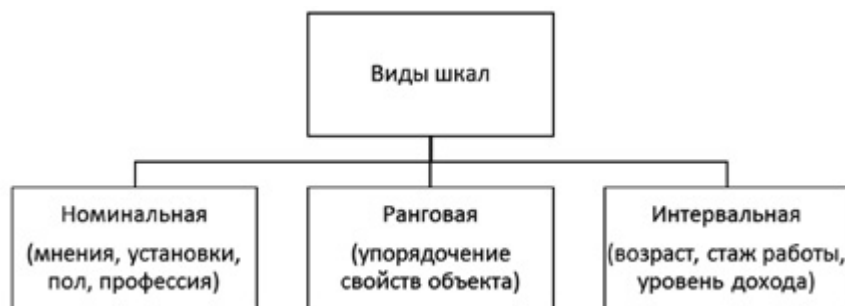 Виды шкал
Номинальная
(мнения, установки,
пол, профессия)
Ранговая
(упорядочение
свойств объекта)
Интервальная
(возраст, стаж работы,
уровень дохода)